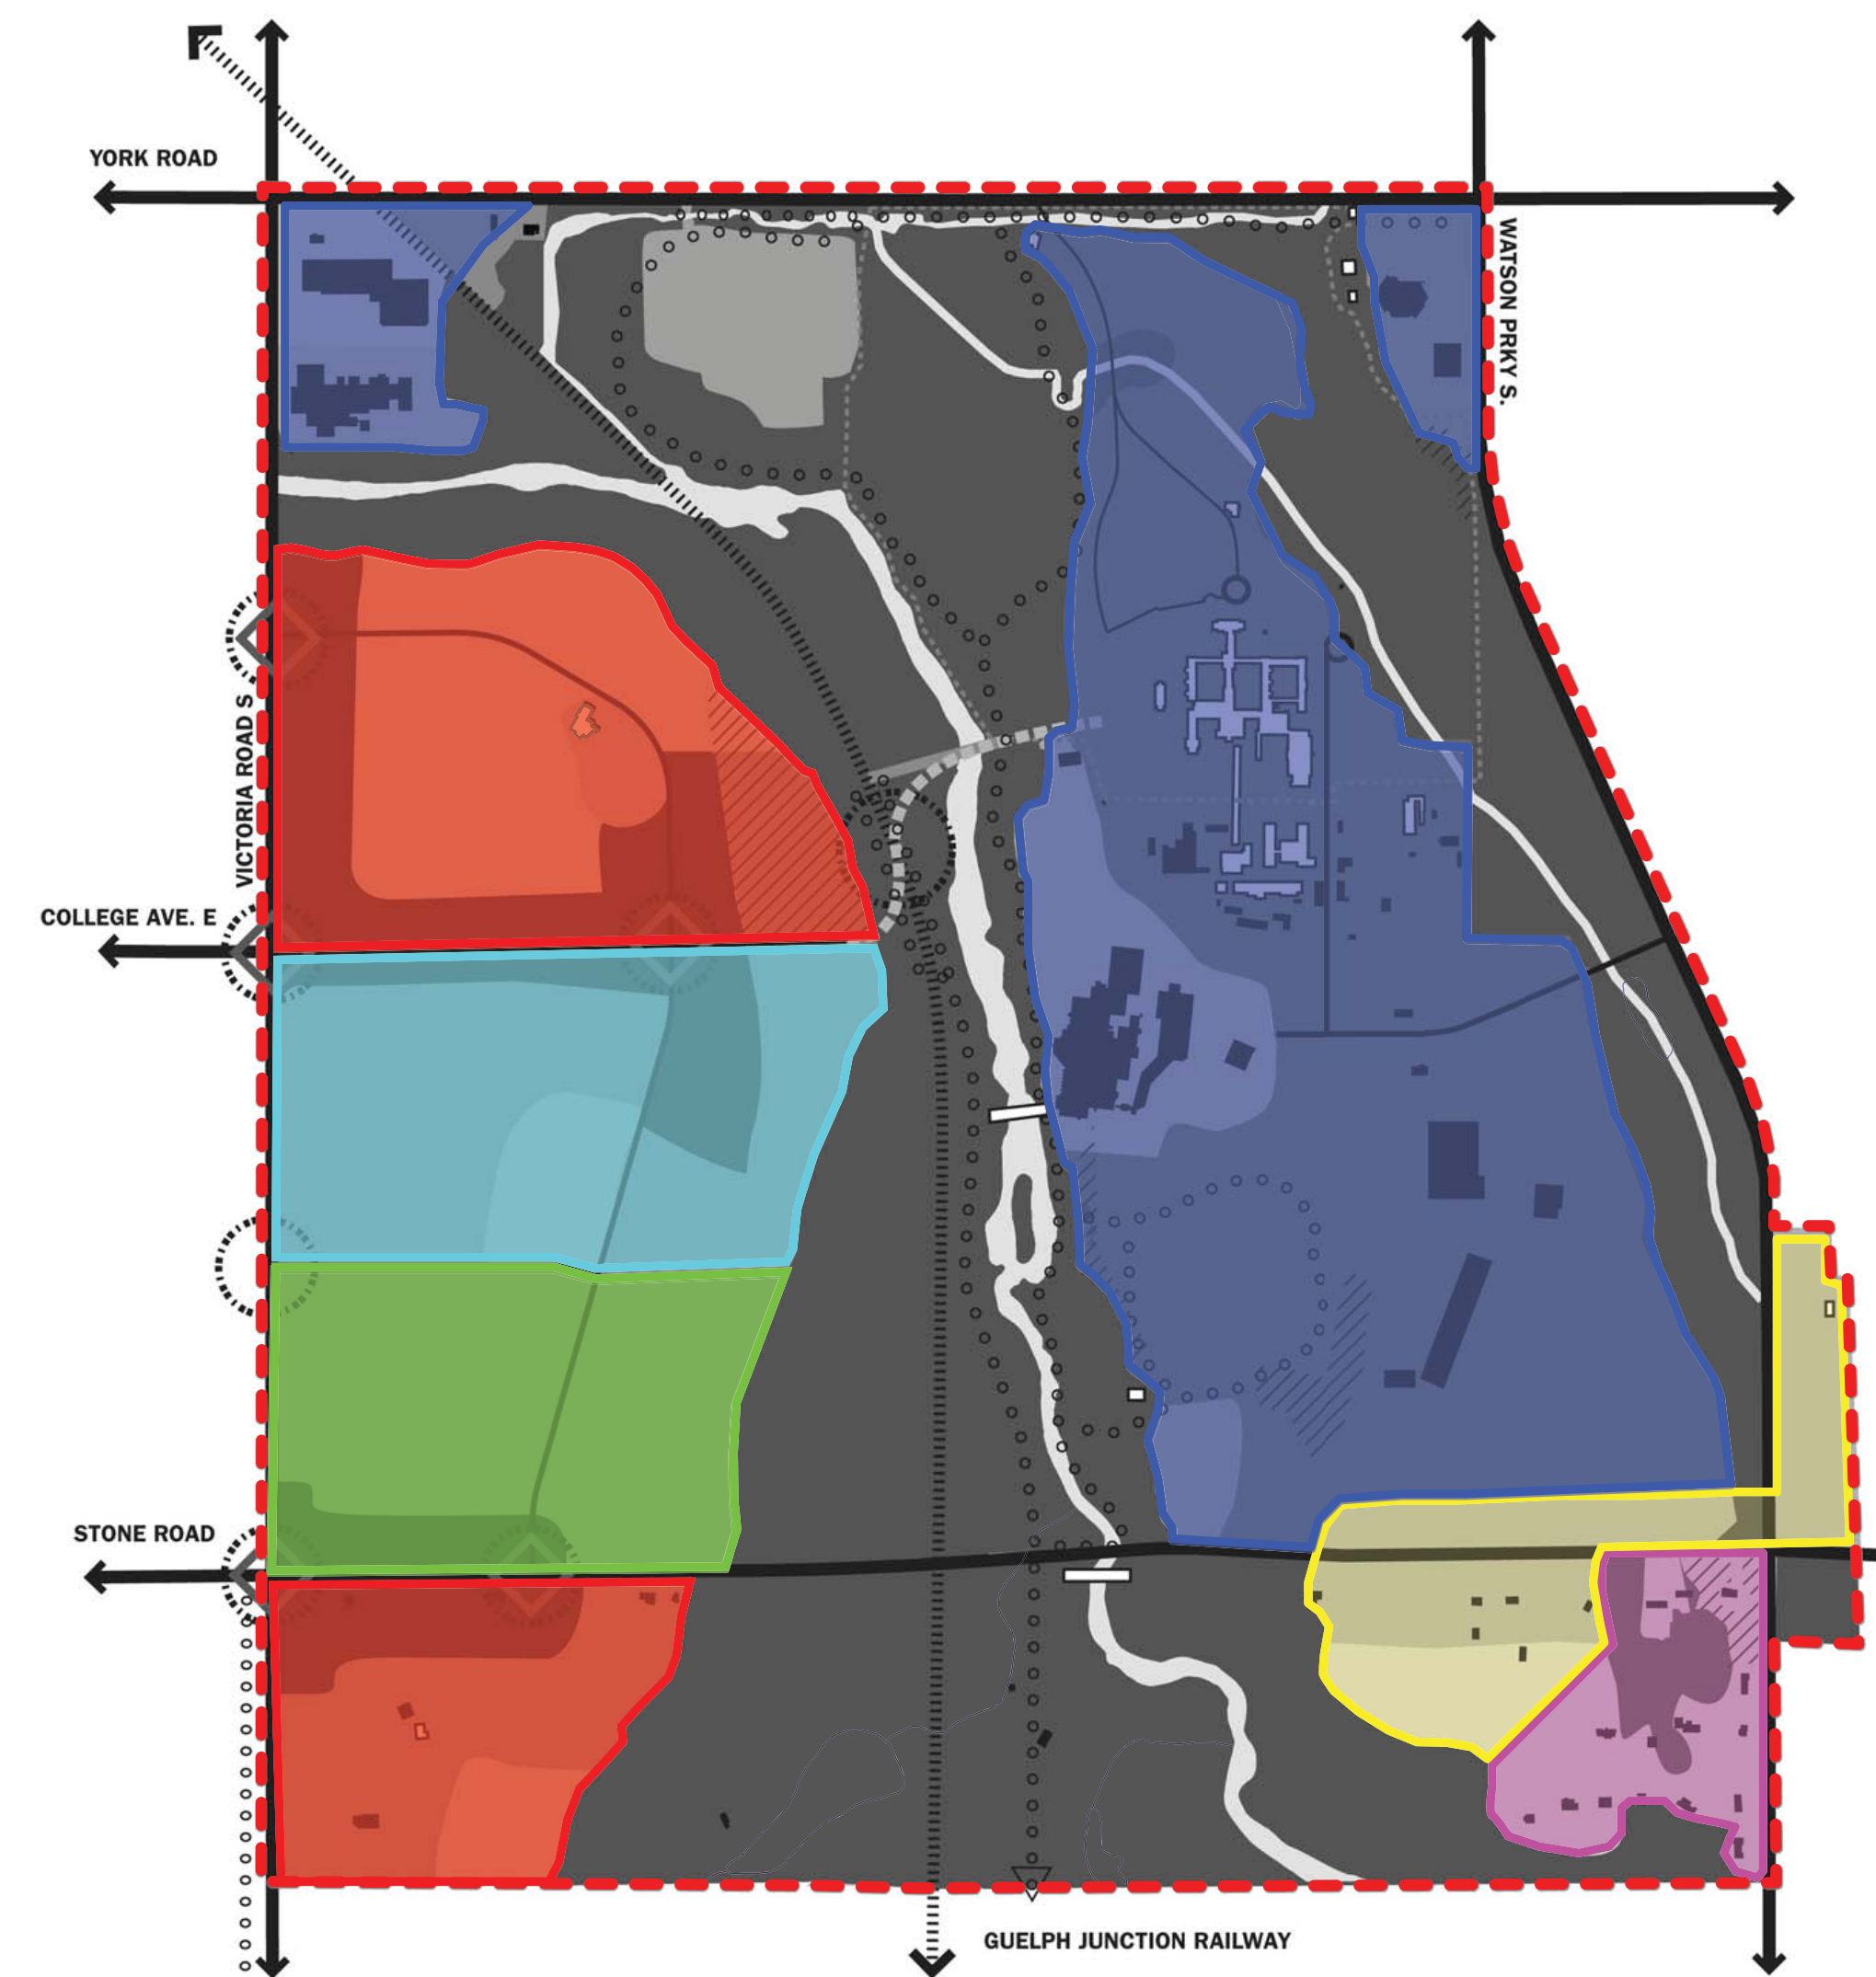 YORK ROAD
WATSON PRKY S.
VICTORIA ROAD S
COLLEGE AVE. E
STONE ROAD
GUELPH JUNCTION RAILWAY